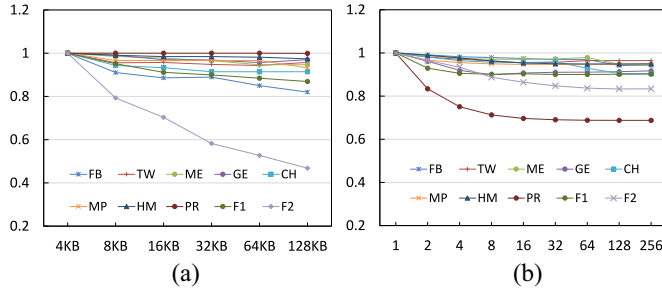 1.2
1
0.8
0.6
0.4
0.2
FB TW ME GE CH
MP HM PR F1 F2
4KB 8KB 16KB 32KB 64KB 128KB
(a)
1.2
1
0.8
0.6
0.4
0.2
FB TW ME GE CH
MP HM PR F1 F2
1 2 4 8 16 32 64 128 256
(b)